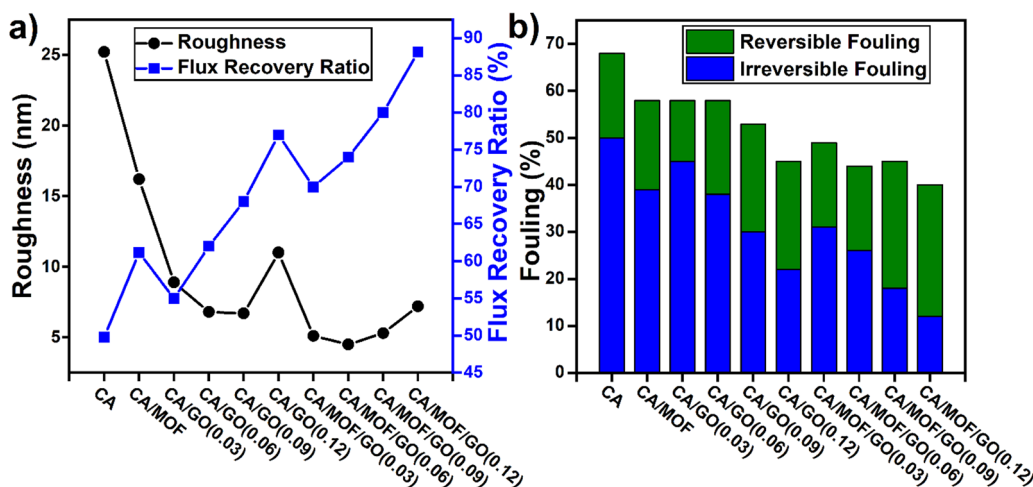 a)
Roughness
Flux Recovery Ratio
Roughness (nm)
25
20
15
10
5
Flux Recovery Ratio (%)
90
85
80
75
70
65
60
55
50
45
CA
CA/MOF
CA/GO(0.03)
CA/GO(0.06)
CA/GO(0.09)
CA/GO(0.12)
CA/MOF/GO(0.03)
CA/MOF/GO(0.06)
CA/MOF/GO(0.09)
CA/MOF/GO(0.12)
b)
Reversible Fouling
Irreversible Fouling
Fouling (%)
70
60
50
40
30
20
10
0
CA
CA/MOF
CA/GO(0.03)
CA/GO(0.06)
CA/GO(0.09)
CA/GO(0.12)
CA/MOF/GO(0.03)
CA/MOF/GO(0.06)
CA/MOF/GO(0.09)
CA/MOF/GO(0.12)